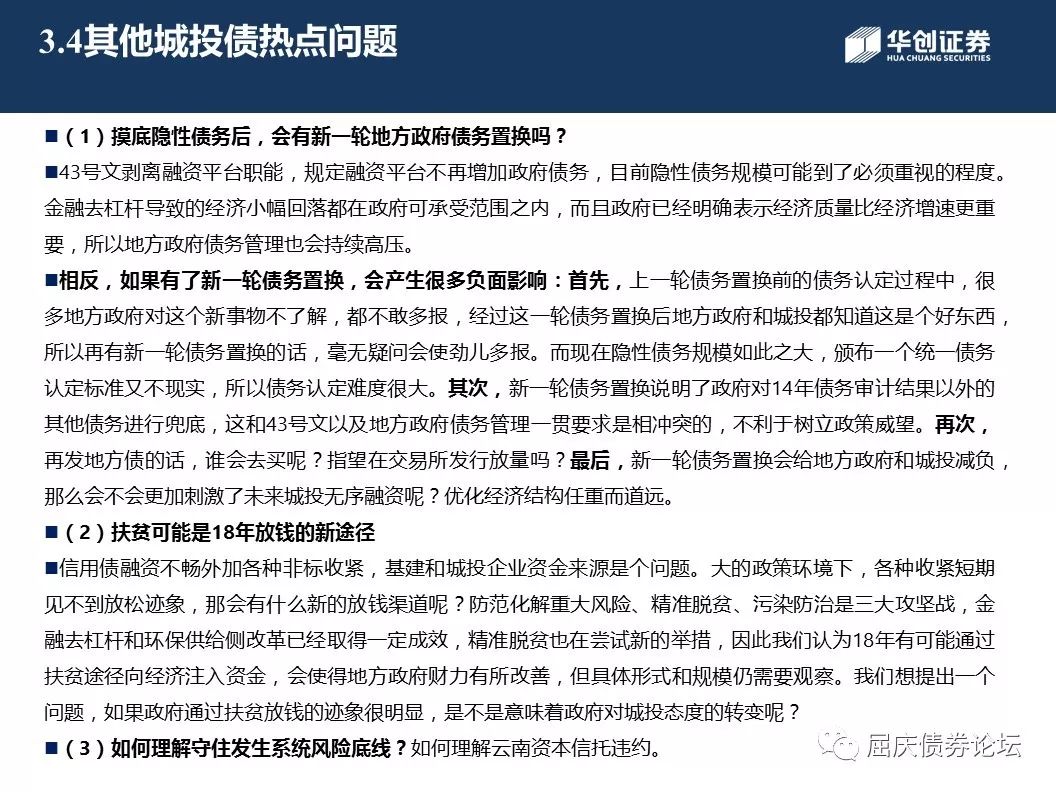 3.4其他城投债热点问题
华创证券
HUA CHUANG SECURITIES
■（1）摸底隐性债务后，会有新一轮地方政府债务置换吗？
■43号文剥离融资平台职能，规定融资平台不再增加政府债务，目前隐性债务规模可能到了必须重视的程度。
金融去杠杆导致的经济小幅回落都在政府可承受范围之内，而且政府已经明确表示经济质量比经济增速更重
要，所以地方政府债务管理也会持续高压。
■相反，如果有了新一轮债务置换，会产生很多负面影响：首先，上一轮债务置换前的债务认定过程中，很
多地方政府对这个新事物不了解，都不敢多报，经过这一轮债务置换后地方政府和城投都知道这是个好东西，
所以再有新一轮债务置换的话，毫无疑问会使劲儿多报。而现在隐性债务规模如此之大，颁布一个统一债务
认定标准又不现实，所以债务认定难度很大。其次，新一轮债务置换说明了政府对14年债务审计结果以外的
其他债务进行兜底，这和43号文以及地方政府债务管理一贯要求是相冲突的，不利于树立政策威望。再次，
再发地方债的话，谁会去买呢？指望在交易所发行放量吗？最后，新一轮债务置换会给地方政府和城投减负，
那么会不会更加刺激了未来城投无序融资呢？优化经济结构任重而道远。
■（2）扶贫可能是18年放钱的新途径
■信用债融资不畅外加各种非标收紧，基建和城投企业资金来源是个问题。大的政策环境下，各种收紧短期
见不到放松迹象，那会有什么新的放钱渠道呢？防范化解重大风险、精准脱贫、污染防治是三大攻坚战，金
融去杠杆和环保供给侧改革已经取得一定成效，精准脱贫也在尝试新的举措，因此我们认为18年有可能通过
扶贫途径向经济注入资金，会使得地方政府财力有所改善，但具体形式和规模仍需要观察。我们想提出一个
问题，如果政府通过扶贫放钱的迹象很明显，是不是意味着政府对城投态度的转变呢？
■（3）如何理解守住发生系统风险底线？如何理解云南资本信托违约。
屈庆债券论坛